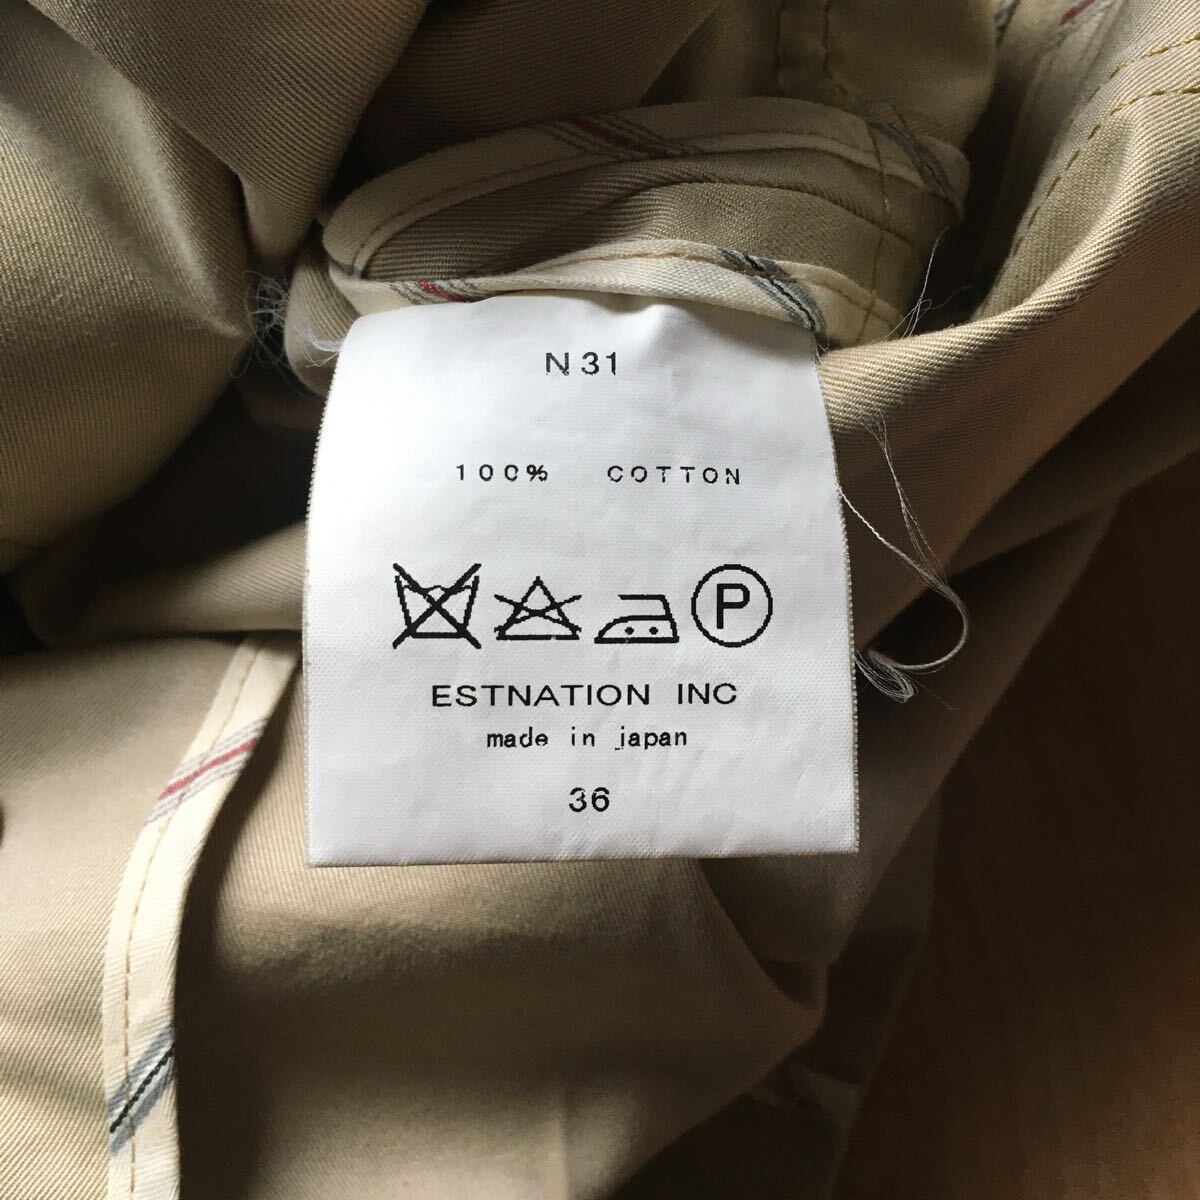 N31
100% COTTON
P
ESTNATION INC
made in japan
36